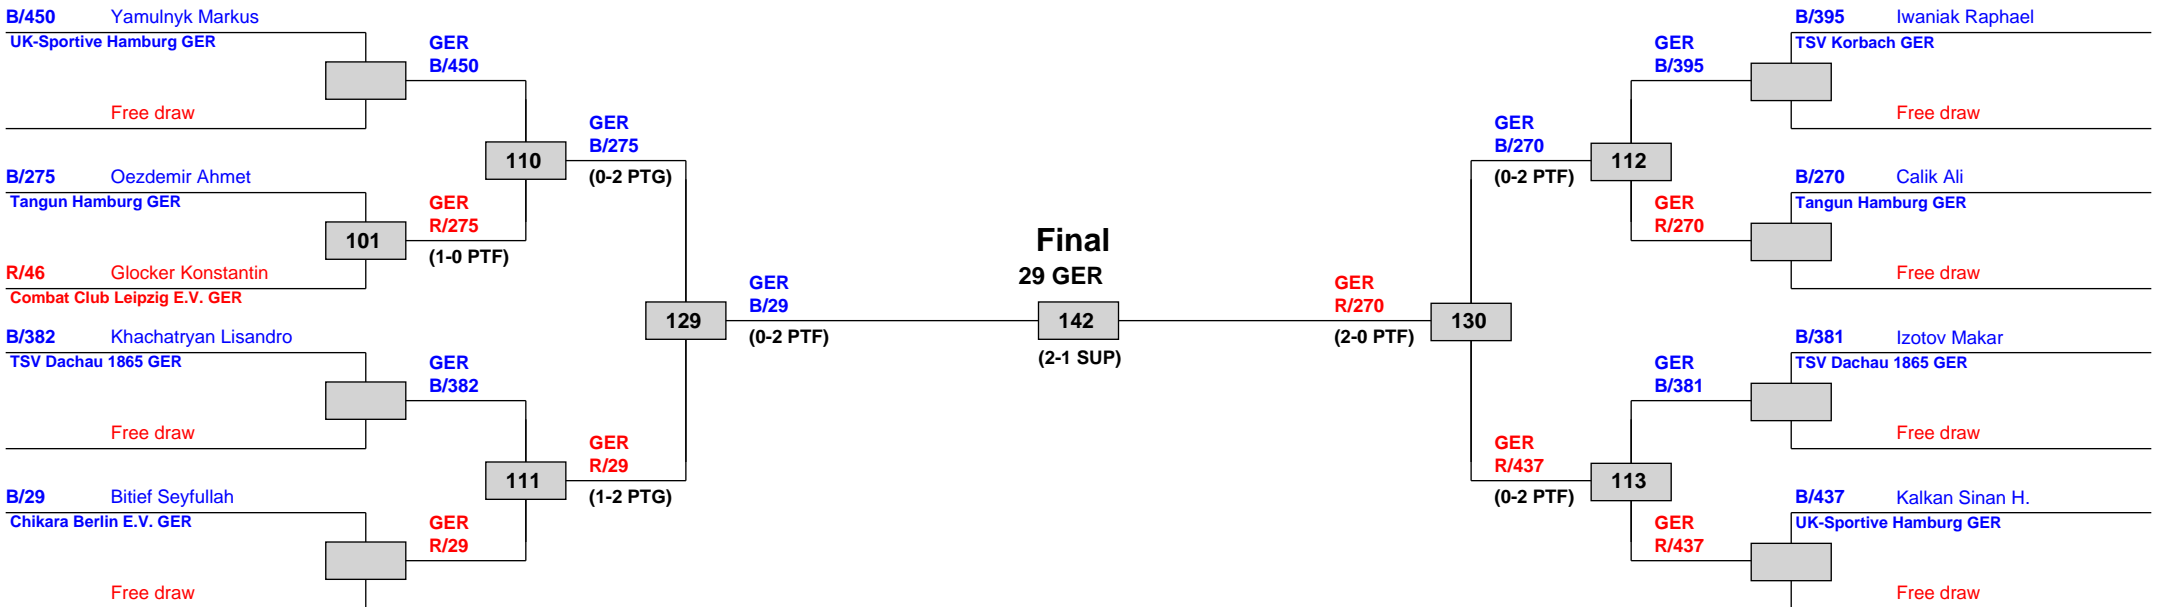 B/450 Yamulnyk Markus
UK-Sportive Hamburg GER
Free draw
B/275 Oezdemir Ahmet
Tangun Hamburg GER
R/46 Glocker Konstantin
Combat Club Leipzig E.V. GER
B/382 Khachatryan Lisandro
TSV Dachau 1865 GER
Free draw
B/29 Bitief Seyfullah
Chikara Berlin E.V. GER
Free draw
101
GER
B/450
GER
R/275
(1-0 PTF)
GER
B/382
GER
R/29
110
111
GER
B/275
(0-2 PTG)
GER
R/29
(1-2 PTG)
129
GER
B/29
(0-2 PTF)
Final
29 GER
142
(2-1 SUP)
GER
R/270
(2-0 PTF)
130
GER
B/270
(0-2 PTF)
GER
R/437
(0-2 PTF)
112
113
GER
B/395
GER
R/270
GER
B/381
GER
R/437
B/395 Iwaniak Raphael
TSV Korbach GER
Free draw
B/270 Calik Ali
Tangun Hamburg GER
Free draw
B/381 Izotov Makar
TSV Dachau 1865 GER
Free draw
B/437 Kalkan Sinan H.
UK-Sportive Hamburg GER
Free draw